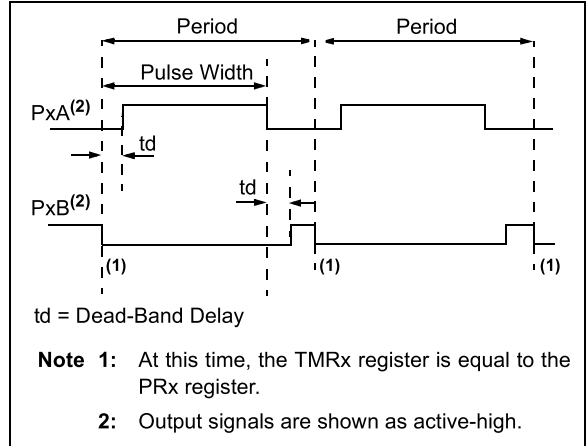 Period Period
Pulse Width
PxA(2)
td
td
PxB(2)
(1) (1) (1)
td = Dead-Band Delay
Note 1: At this time, the TMRx register is equal to the
PRx register.
2: Output signals are shown as active-high.